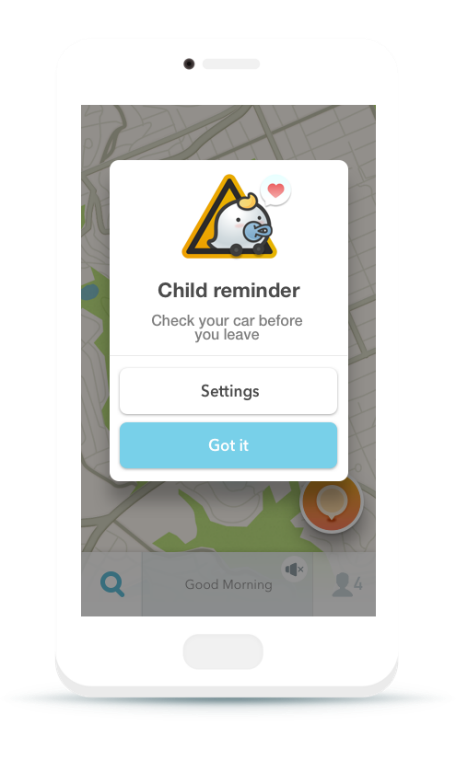 Child reminder
Check your car before
you leave
Settings
Got it
Good Morning
4